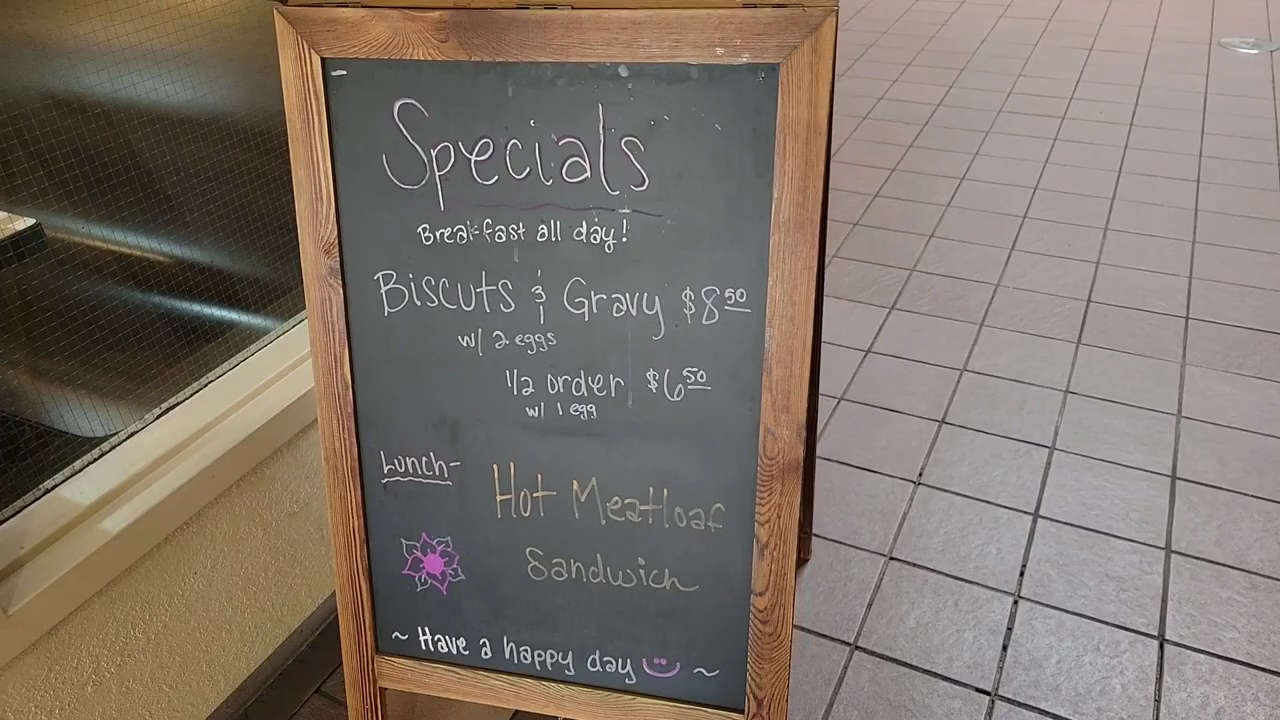 Specials
Breakfast all day!
Biscuts & Gravy $8.50
w/ 2 eggs
1/2 order $6.50
w/ 1 egg
Lunch-
Hot Meatloaf
Sandwich
~ Have a happy day ~